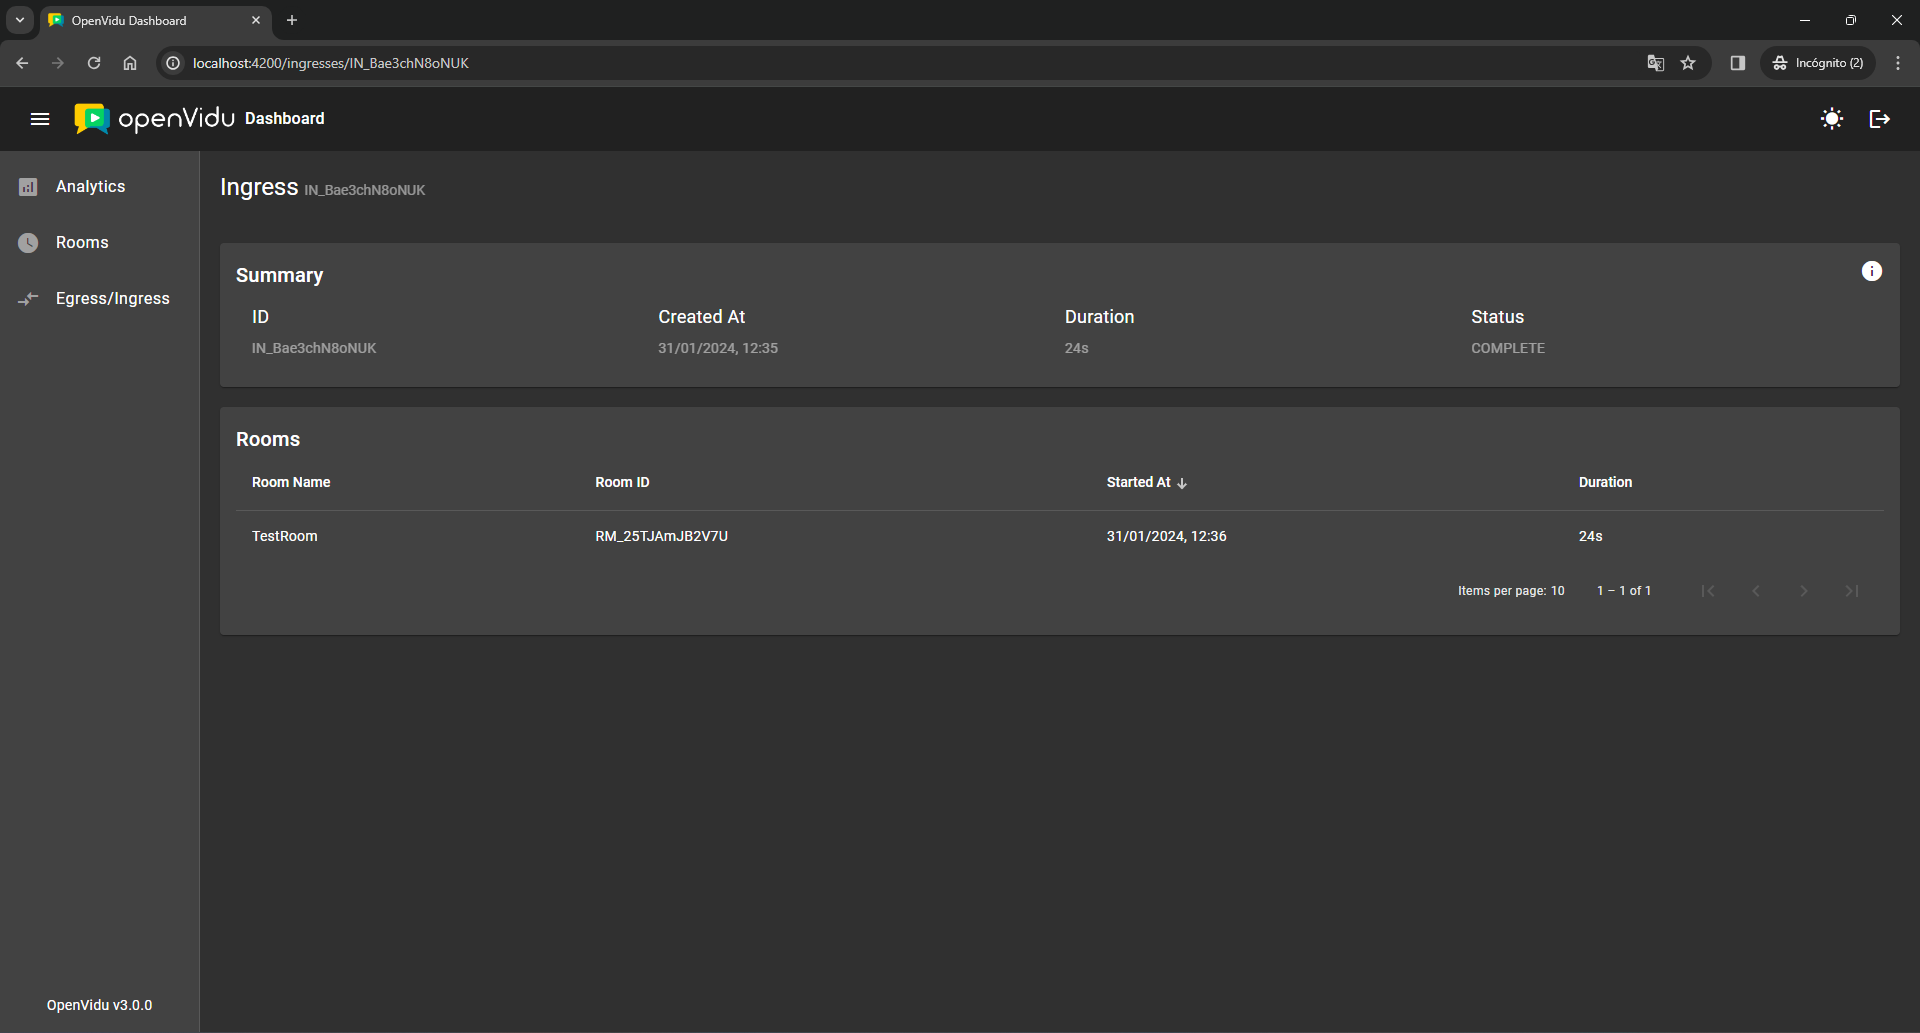 OpenVidu Dashboard
localhost:4200/ingresses/IN_Bae3chN8oNUK
Incógnito (2)
openVidu Dashboard
Analytics
Rooms
Egress/Ingress
OpenVidu v3.0.0
Ingress IN_Bae3chN8oNUK
Summary
ID Created At Duration Status
IN_Bae3chN8oNUK 31/01/2024, 12:35 24s COMPLETE
Rooms
Room Name Room ID Started At Duration
TestRoom RM_25TJAmJB2V7U 31/01/2024, 12:36 24s
Items per page: 10 1 – 1 of 1